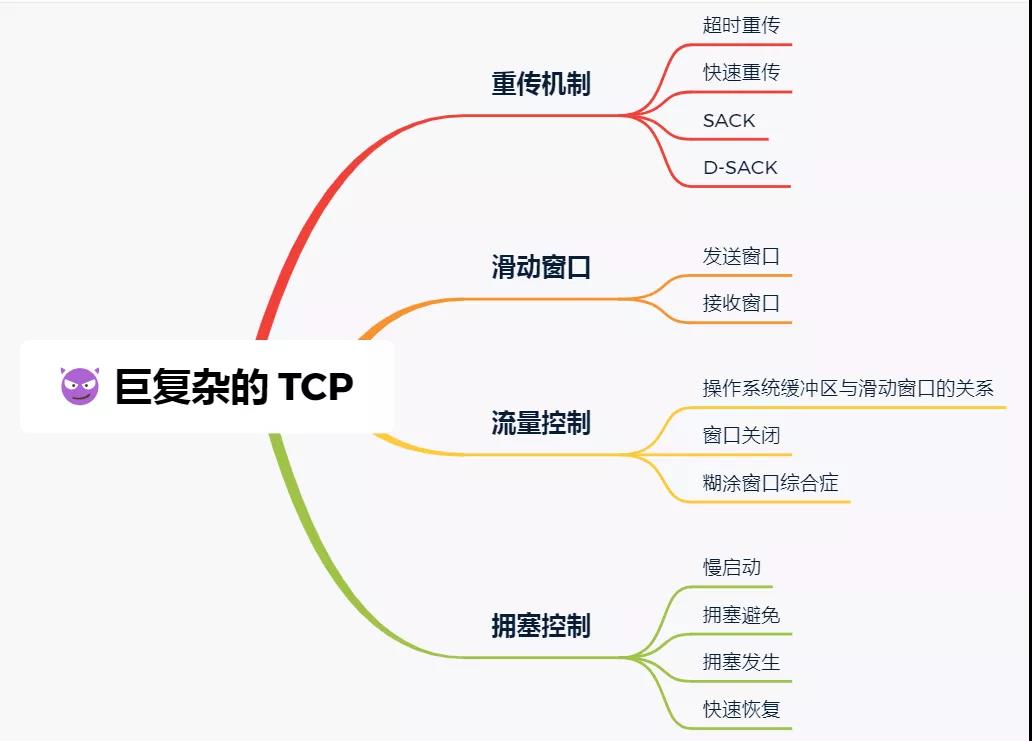 巨复杂的 TCP
重传机制
超时重传
快速重传
SACK
D-SACK
滑动窗口
发送窗口
接收窗口
流量控制
操作系统缓冲区与滑动窗口的关系
窗口关闭
糊涂窗口综合症
拥塞控制
慢启动
拥塞避免
拥塞发生
快速恢复